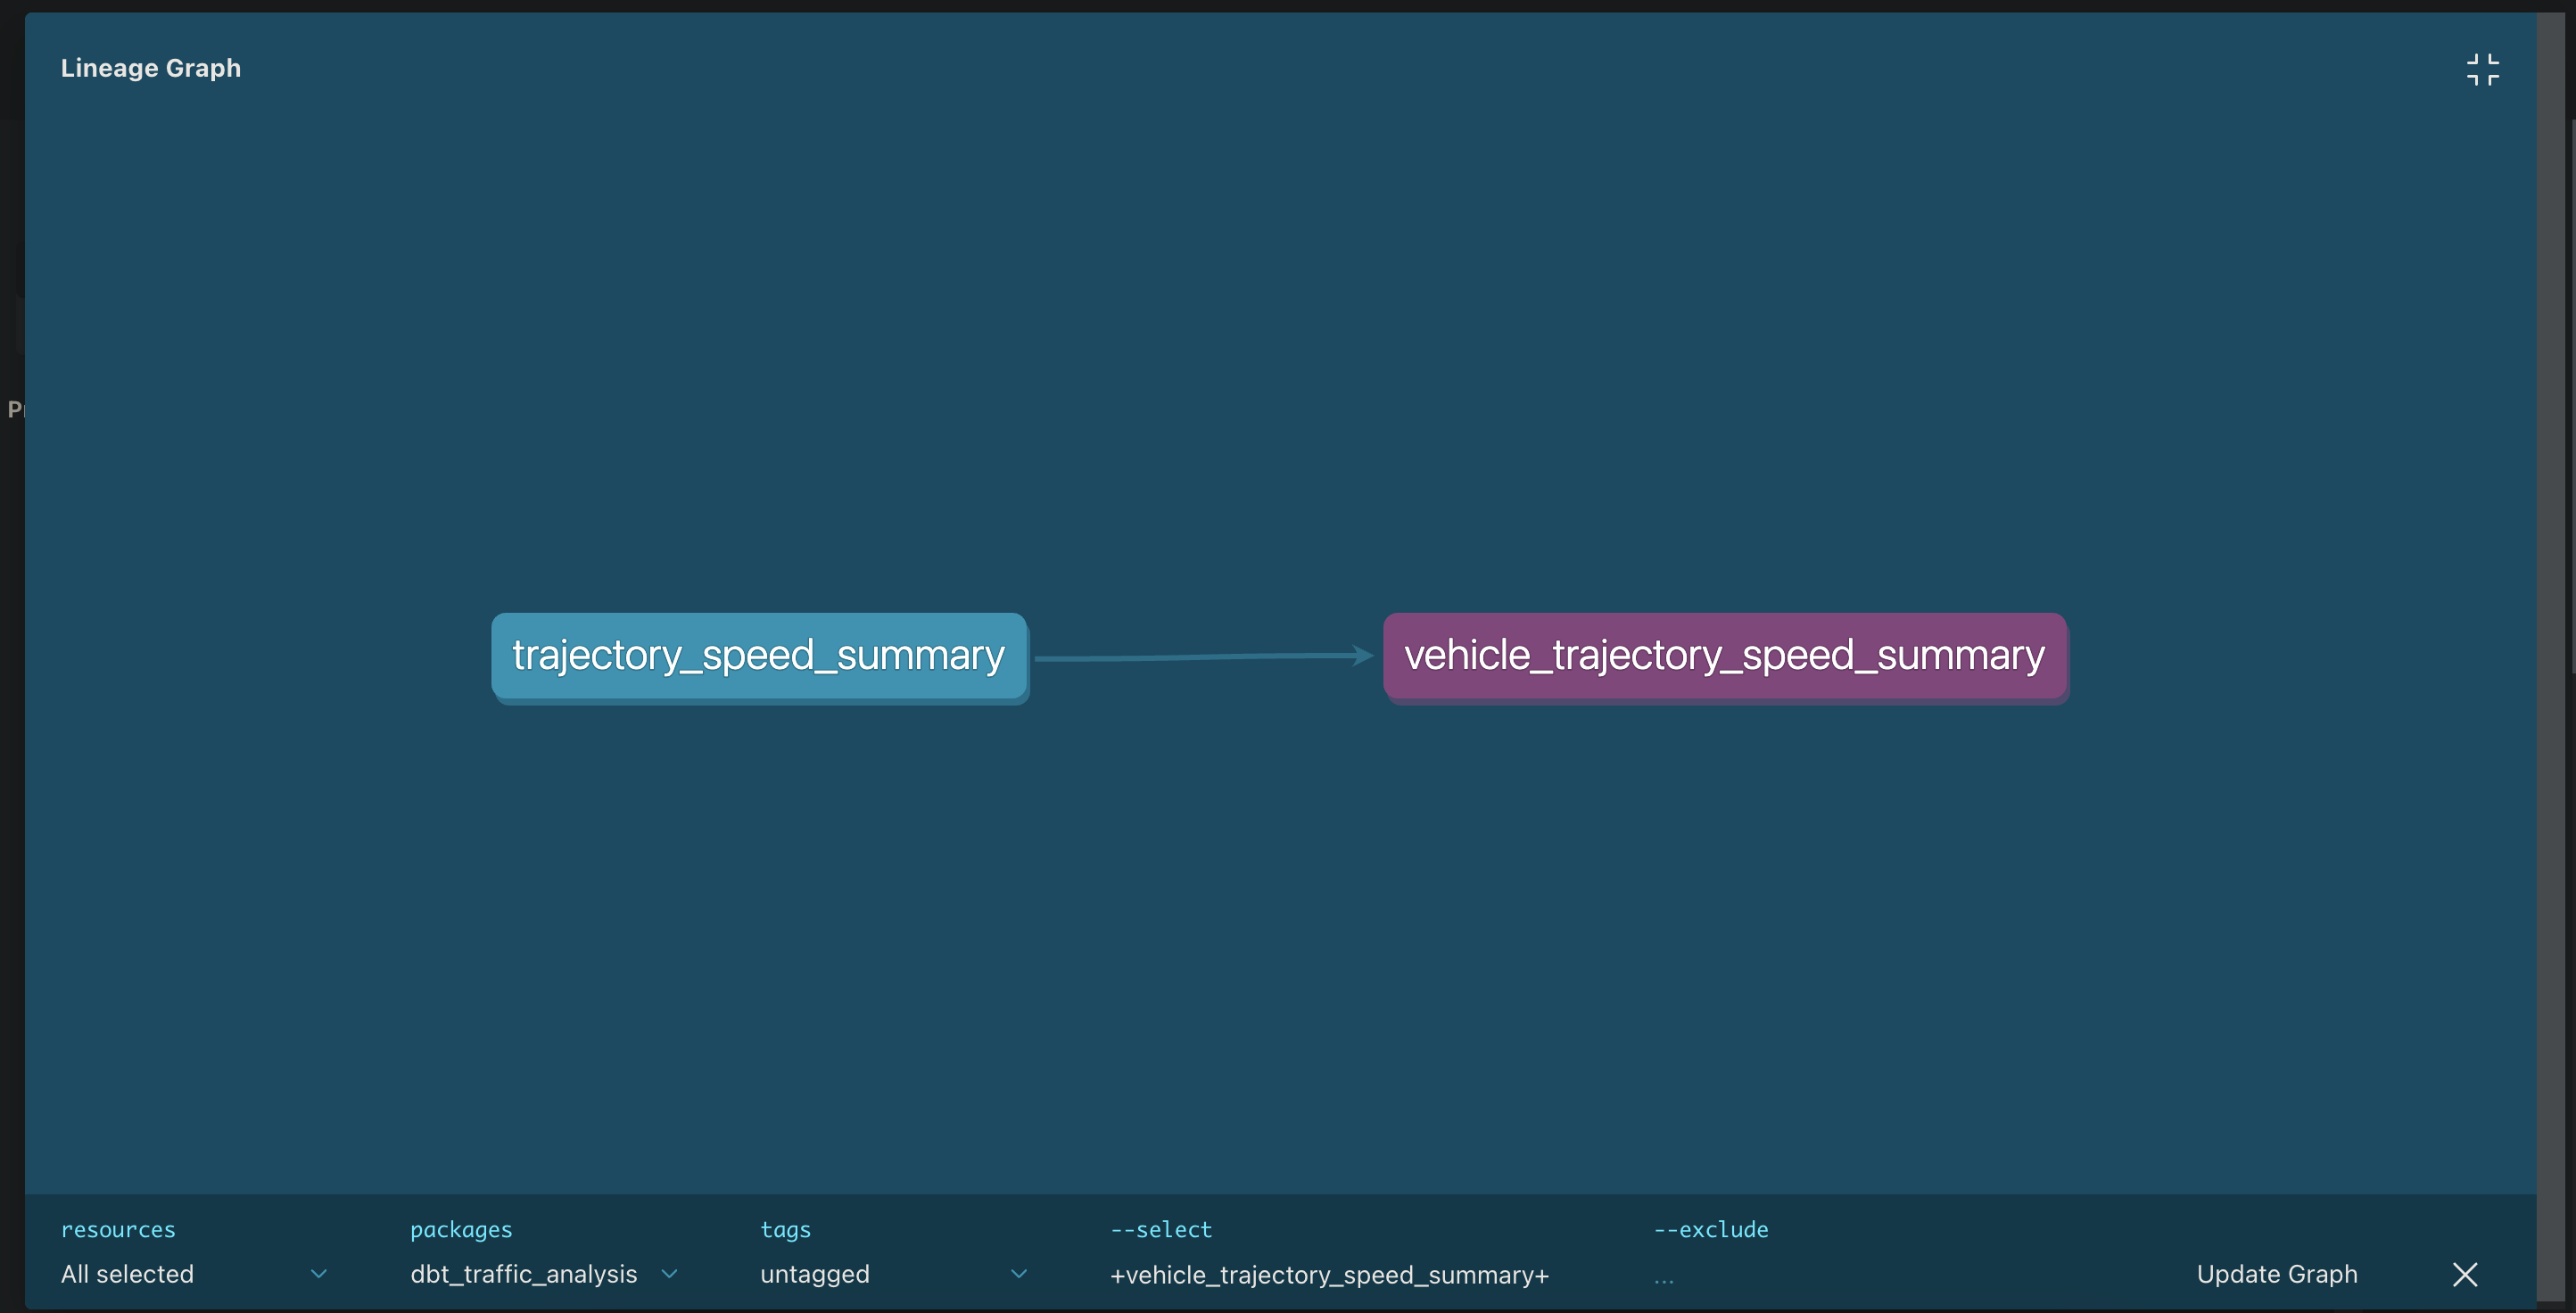 Lineage Graph
trajectory_speed_summary
vehicle_trajectory_speed_summary
resources
packages
tags
--select
--exclude
All selected
dbt_traffic_analysis
untagged
+vehicle_trajectory_speed_summary+
...
Update Graph